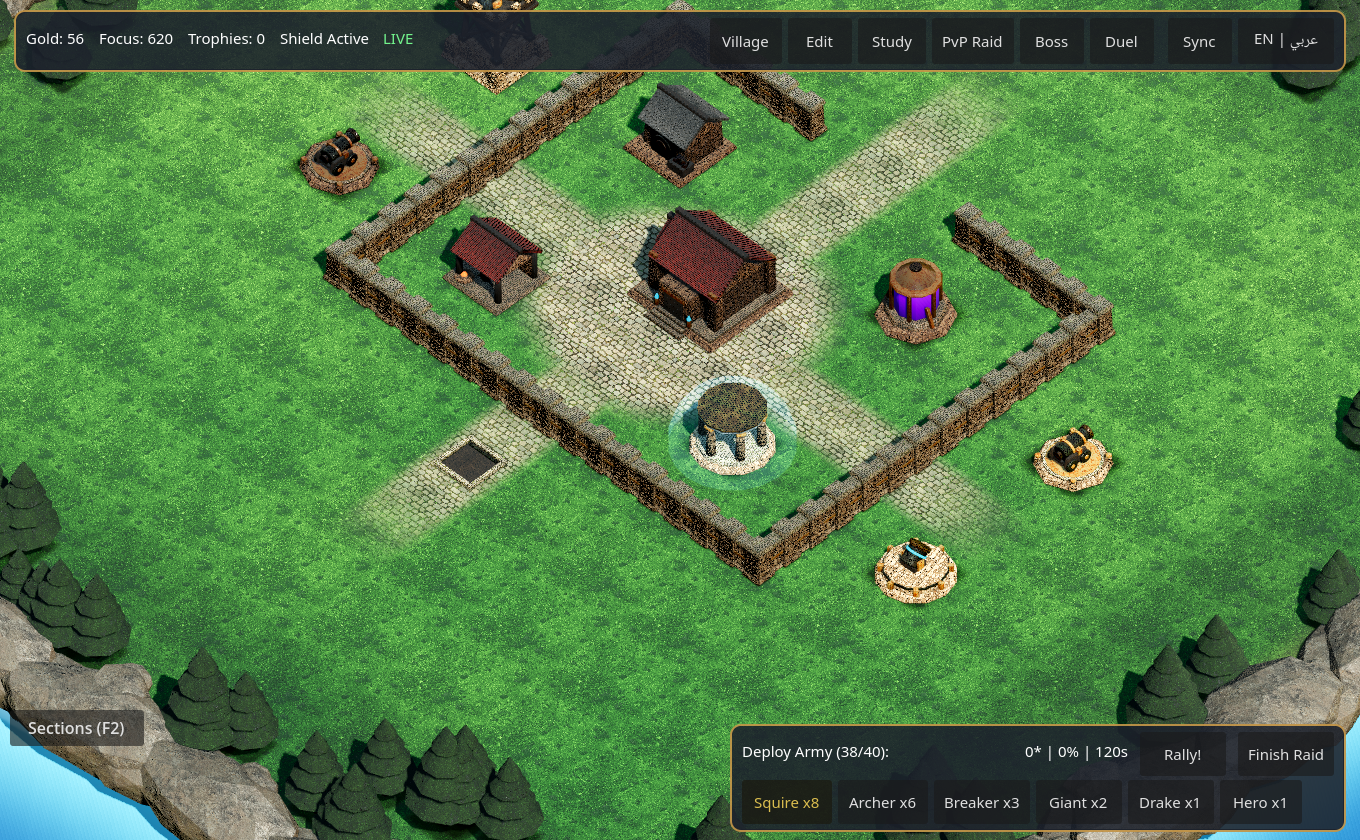 Gold: 56 Focus: 620 Trophies: 0 Shield Active LIVE Village Edit Study PvP Raid Boss Duel Sync EN | عربي
Sections (F2)
Deploy Army (38/40): 0* | 0% | 120s Rally! Finish Raid
Squire x8 Archer x6 Breaker x3 Giant x2 Drake x1 Hero x1